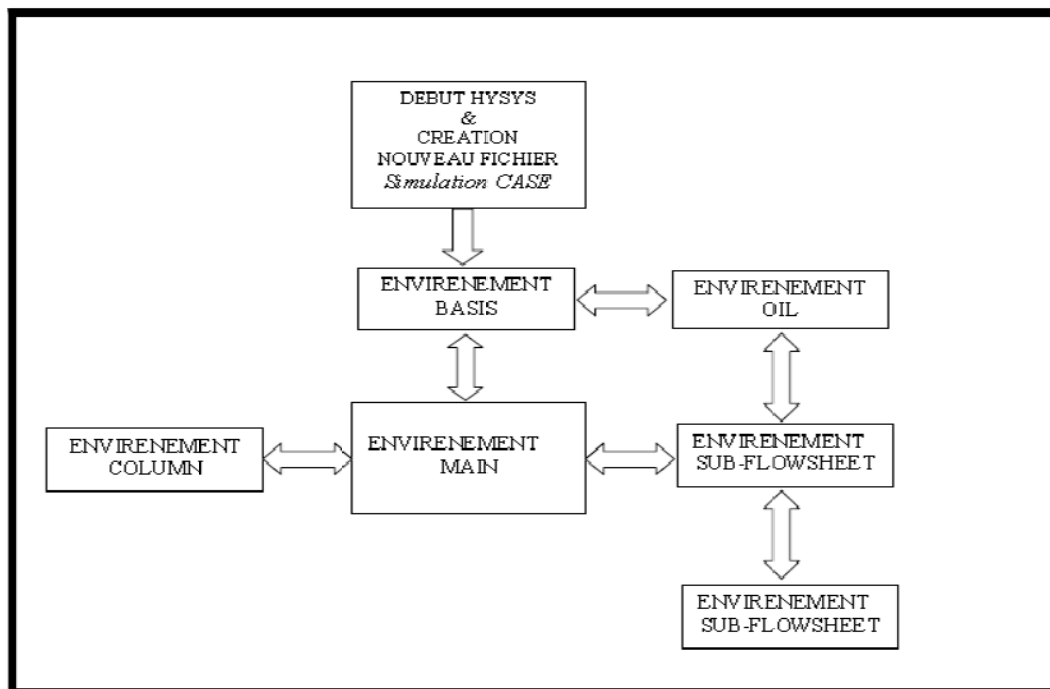 DEBUT HYSYS
&
CREATION
NOUVEAU FICHIER
Simulation CASE
ENVIRENEMENT
BASIS
ENVIRENEMENT
OIL
ENVIRENEMENT
COLUMN
ENVIRENEMENT
MAIN
ENVIRENEMENT
SUB-FLOWSHEET
ENVIRENEMENT
SUB-FLOWSHEET